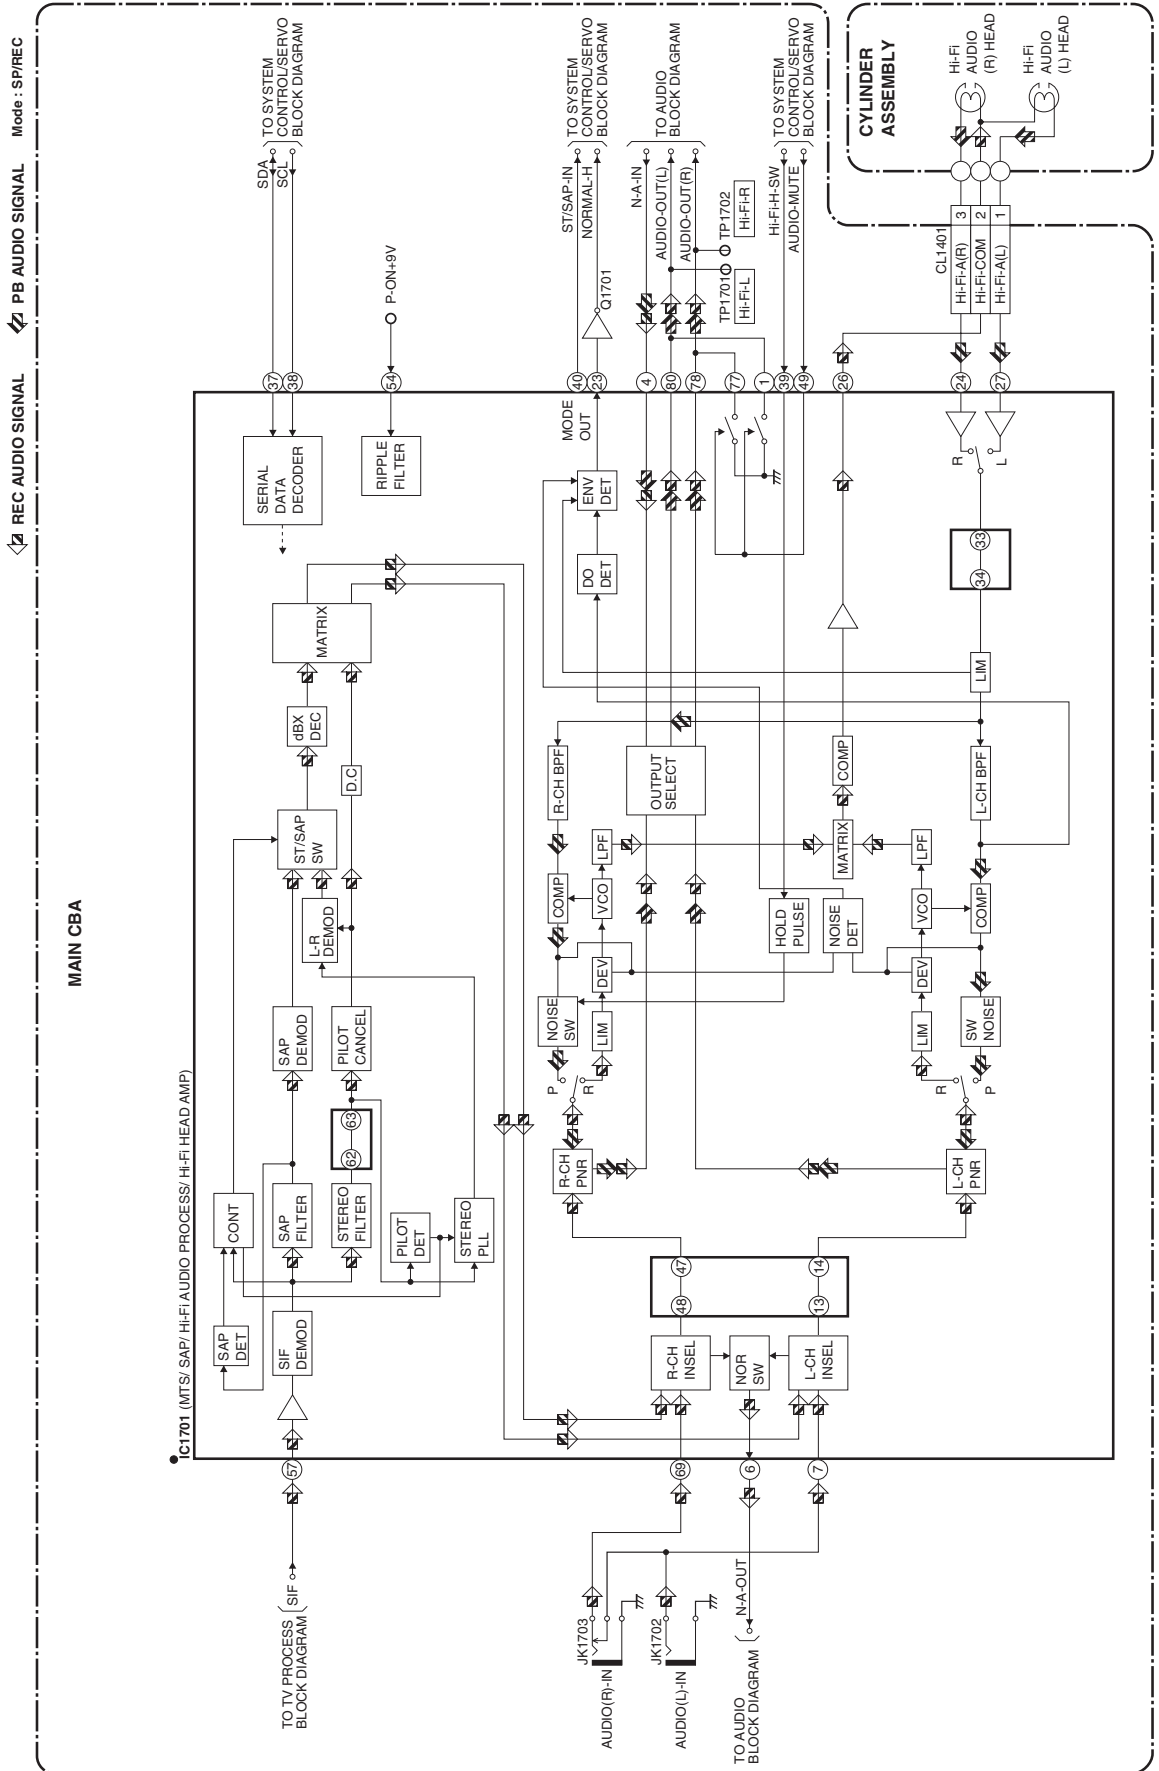 REC AUDIO SIGNAL
PB AUDIO SIGNAL
Mode : SP/REC
MAIN CBA
IC1701 (MTS/ SAP/ Hi-Fi AUDIO PROCESS/ Hi-Fi HEAD AMP)
TO TV PROCESS
BLOCK DIAGRAM
SIF
57
SIF
DEMOD
SAP
DET
CONT
SAP
FILTER
STEREO
FILTER
PILOT
DET
STEREO
PLL
62
63
SAP
DEMOD
PILOT
CANCEL
L-R
DEMOD
ST/SAP
SW
D.C
dBX
DEC
MATRIX
SERIAL
DATA
DECODER
37
38
SDA
SCL
TO SYSTEM
CONTROL/SERVO
BLOCK DIAGRAM
RIPPLE
FILTER
54
P-ON+9V
AUDIO(R)-IN
JK1703
AUDIO(L)-IN
JK1702
TO AUDIO
BLOCK DIAGRAM
N-A-OUT
69
6
7
R-CH
INSEL
NOR
SW
L-CH
INSEL
48
47
13
14
R-CH
PNR
L-CH
PNR
P
R
R
P
NOISE
SW
LIM
DEV
VCO
LPF
COMP
R-CH BPF
OUTPUT
SELECT
HOLD
PULSE
NOISE
DET
MATRIX
COMP
LIM
DEV
VCO
LPF
SW
NOISE
COMP
L-CH BPF
LIM
34
33
R
L
DO
DET
ENV
DET
MODE
OUT
40
23
4
80
78
77
1
39
49
26
24
27
Q1701
ST/SAP-IN
NORMAL-H
TO SYSTEM
CONTROL/SERVO
BLOCK DIAGRAM
N-A-IN
AUDIO-OUT(L)
AUDIO-OUT(R)
TO AUDIO
BLOCK DIAGRAM
TP1701
Hi-Fi-L
TP1702
Hi-Fi-R
Hi-Fi-H-SW
AUDIO-MUTE
TO SYSTEM
CONTROL/SERVO
BLOCK DIAGRAM
CL1401
Hi-Fi-A(R) 3
Hi-Fi-COM 2
Hi-Fi-A(L) 1
CYLINDER
ASSEMBLY
Hi-Fi
AUDIO
(R) HEAD
Hi-Fi
AUDIO
(L) HEAD